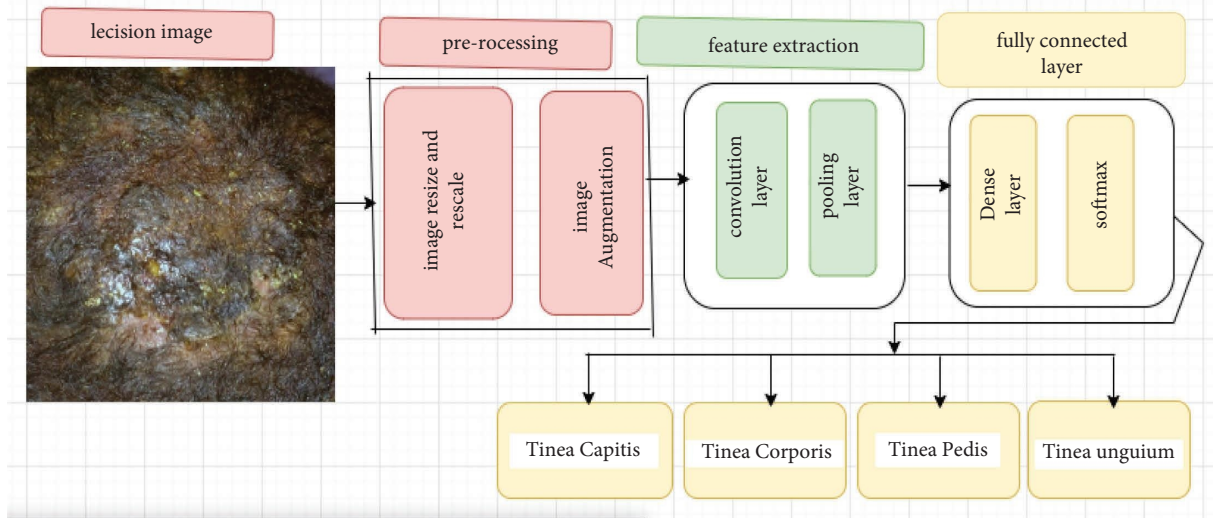 lecision image
pre-rocessing
feature extraction
fully connected
layer
image resize and
rescale
image
Augmentation
convolution
layer
pooling
layer
Dense
layer
softmax
Tinea Capitis
Tinea Corporis
Tinea Pedis
Tinea unguium